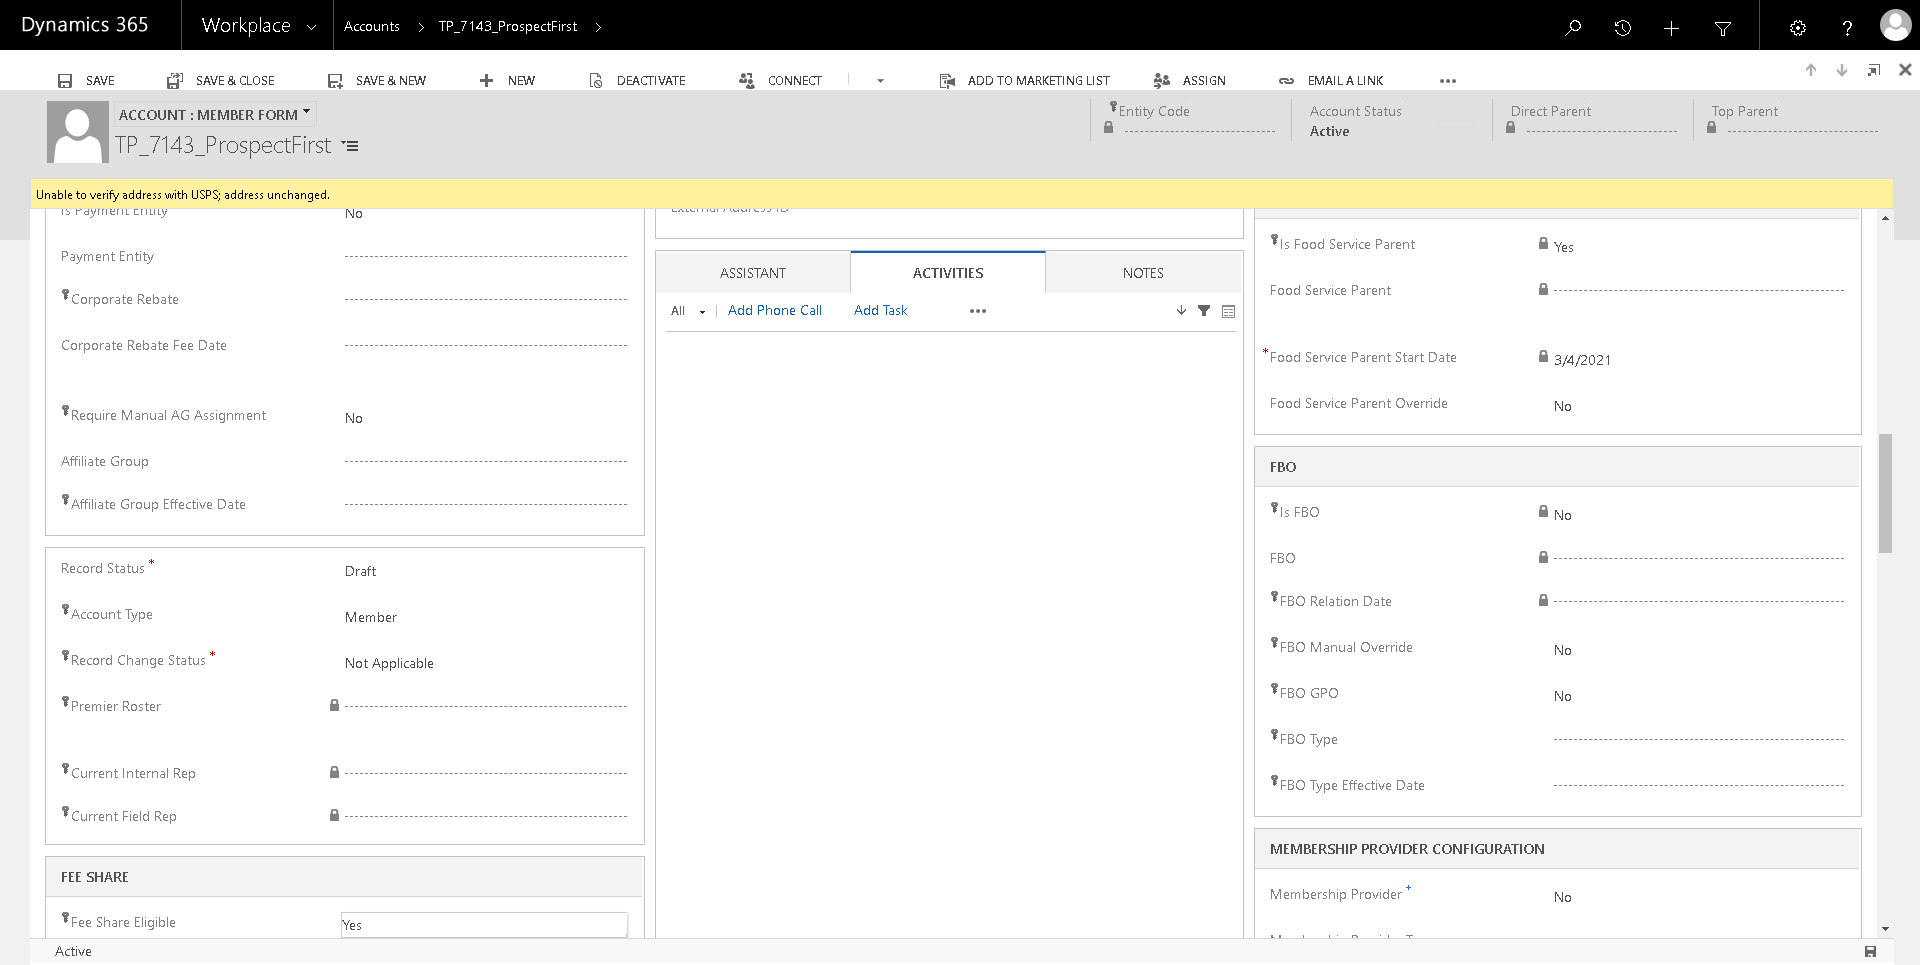 Dynamics 365
Workplace
Accounts
TP_7143_ProspectFirst
SAVE
SAVE & CLOSE
SAVE & NEW
NEW
DEACTIVATE
CONNECT
ADD TO MARKETING LIST
ASSIGN
EMAIL A LINK
ACCOUNT : MEMBER FORM
TP_7143_ProspectFirst
Entity Code
Account Status
Active
Direct Parent
Top Parent
Unable to verify address with USPS; address unchanged.
Is Payment Entity No
Payment Entity
Corporate Rebate
Corporate Rebate Fee Date
Require Manual AG Assignment No
Affiliate Group
Affiliate Group Effective Date
Record Status * Draft
Account Type Member
Record Change Status * Not Applicable
Premier Roster
Current Internal Rep
Current Field Rep
FEE SHARE
Fee Share Eligible Yes
External Address ID
ASSISTANT
ACTIVITIES
NOTES
All
Add Phone Call
Add Task
Is Food Service Parent Yes
Food Service Parent
* Food Service Parent Start Date 3/4/2021
Food Service Parent Override No
FBO
Is FBO No
FBO
FBO Relation Date
FBO Manual Override No
FBO GPO No
FBO Type
FBO Type Effective Date
MEMBERSHIP PROVIDER CONFIGURATION
Membership Provider + No
Active